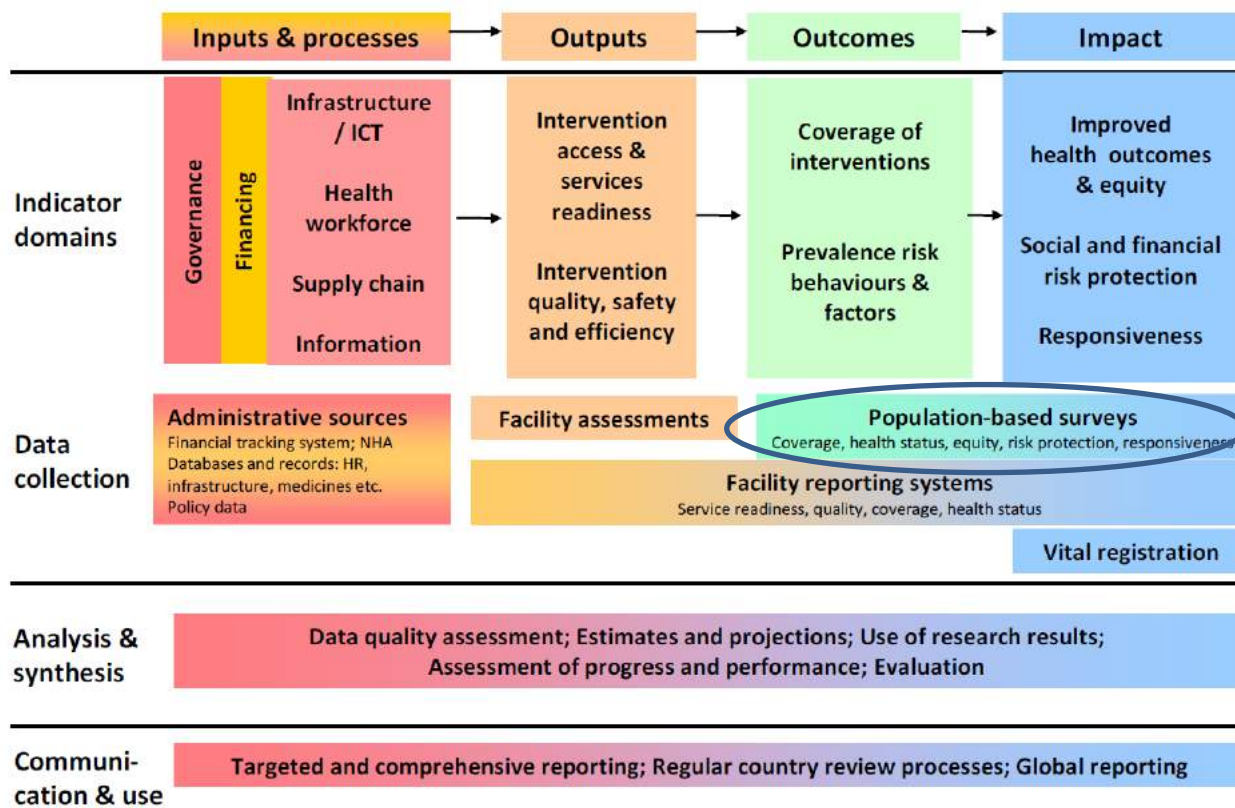 Inputs & processes
Outputs
Outcomes
Impact
Indicator
domains
Governance
Financing
Infrastructure
/ ICT
Health
workforce
Supply chain
Information
Intervention
access &
services
readiness
Intervention
quality, safety
and efficiency
Coverage of
interventions
Prevalence risk
behaviours &
factors
Improved
health outcomes
& equity
Social and financial
risk protection
Responsiveness
Data
collection
Administrative sources
Financial tracking system; NHA
Databases and records: HR,
infrastructure, medicines etc.
Policy data
Facility assessments
Population-based surveys
Coverage, health status, equity, risk protection, responsiveness
Facility reporting systems
Service readiness, quality, coverage, health status
Vital registration
Analysis &
synthesis
Data quality assessment; Estimates and projections; Use of research results;
Assessment of progress and performance; Evaluation
Communi-
cation & use
Targeted and comprehensive reporting; Regular country review processes; Global reporting